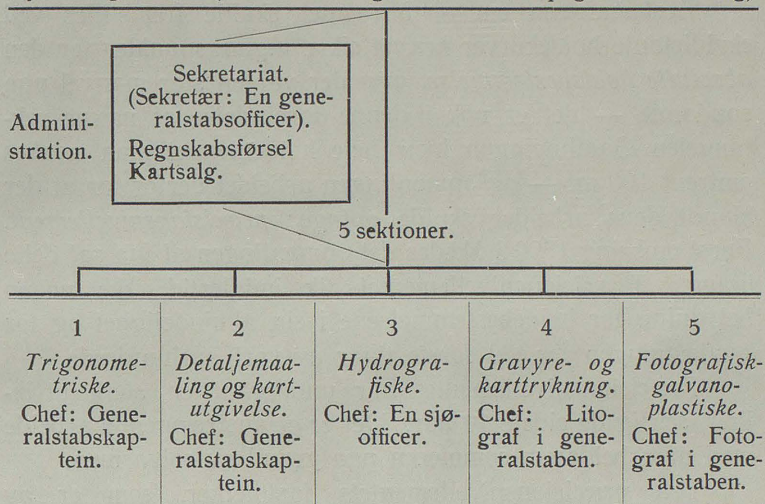 Sekretariat.
(Sekretær: En gene-
ralstabsofficer).
Regnskabsførsel
Kartsalg.
Admini-
stration.
5 sektioner.
1
Trigonome-
triske.
Chef: Gene-
ralstabskap-
tein.
2
Detaljemaa-
ling og kart-
utgivelse.
Chef: Gene-
ralstabskap-
tein.
3
Hydrogra-
fiske.
Chef: En sjø-
officer.
4
Gravyre- og
karttrykning.
Chef: Lito-
graf i gene-
ralstaben.
5
Fotografisk-
galvano-
plastiske.
Chef: Foto-
graf i gene-
ralstaben.